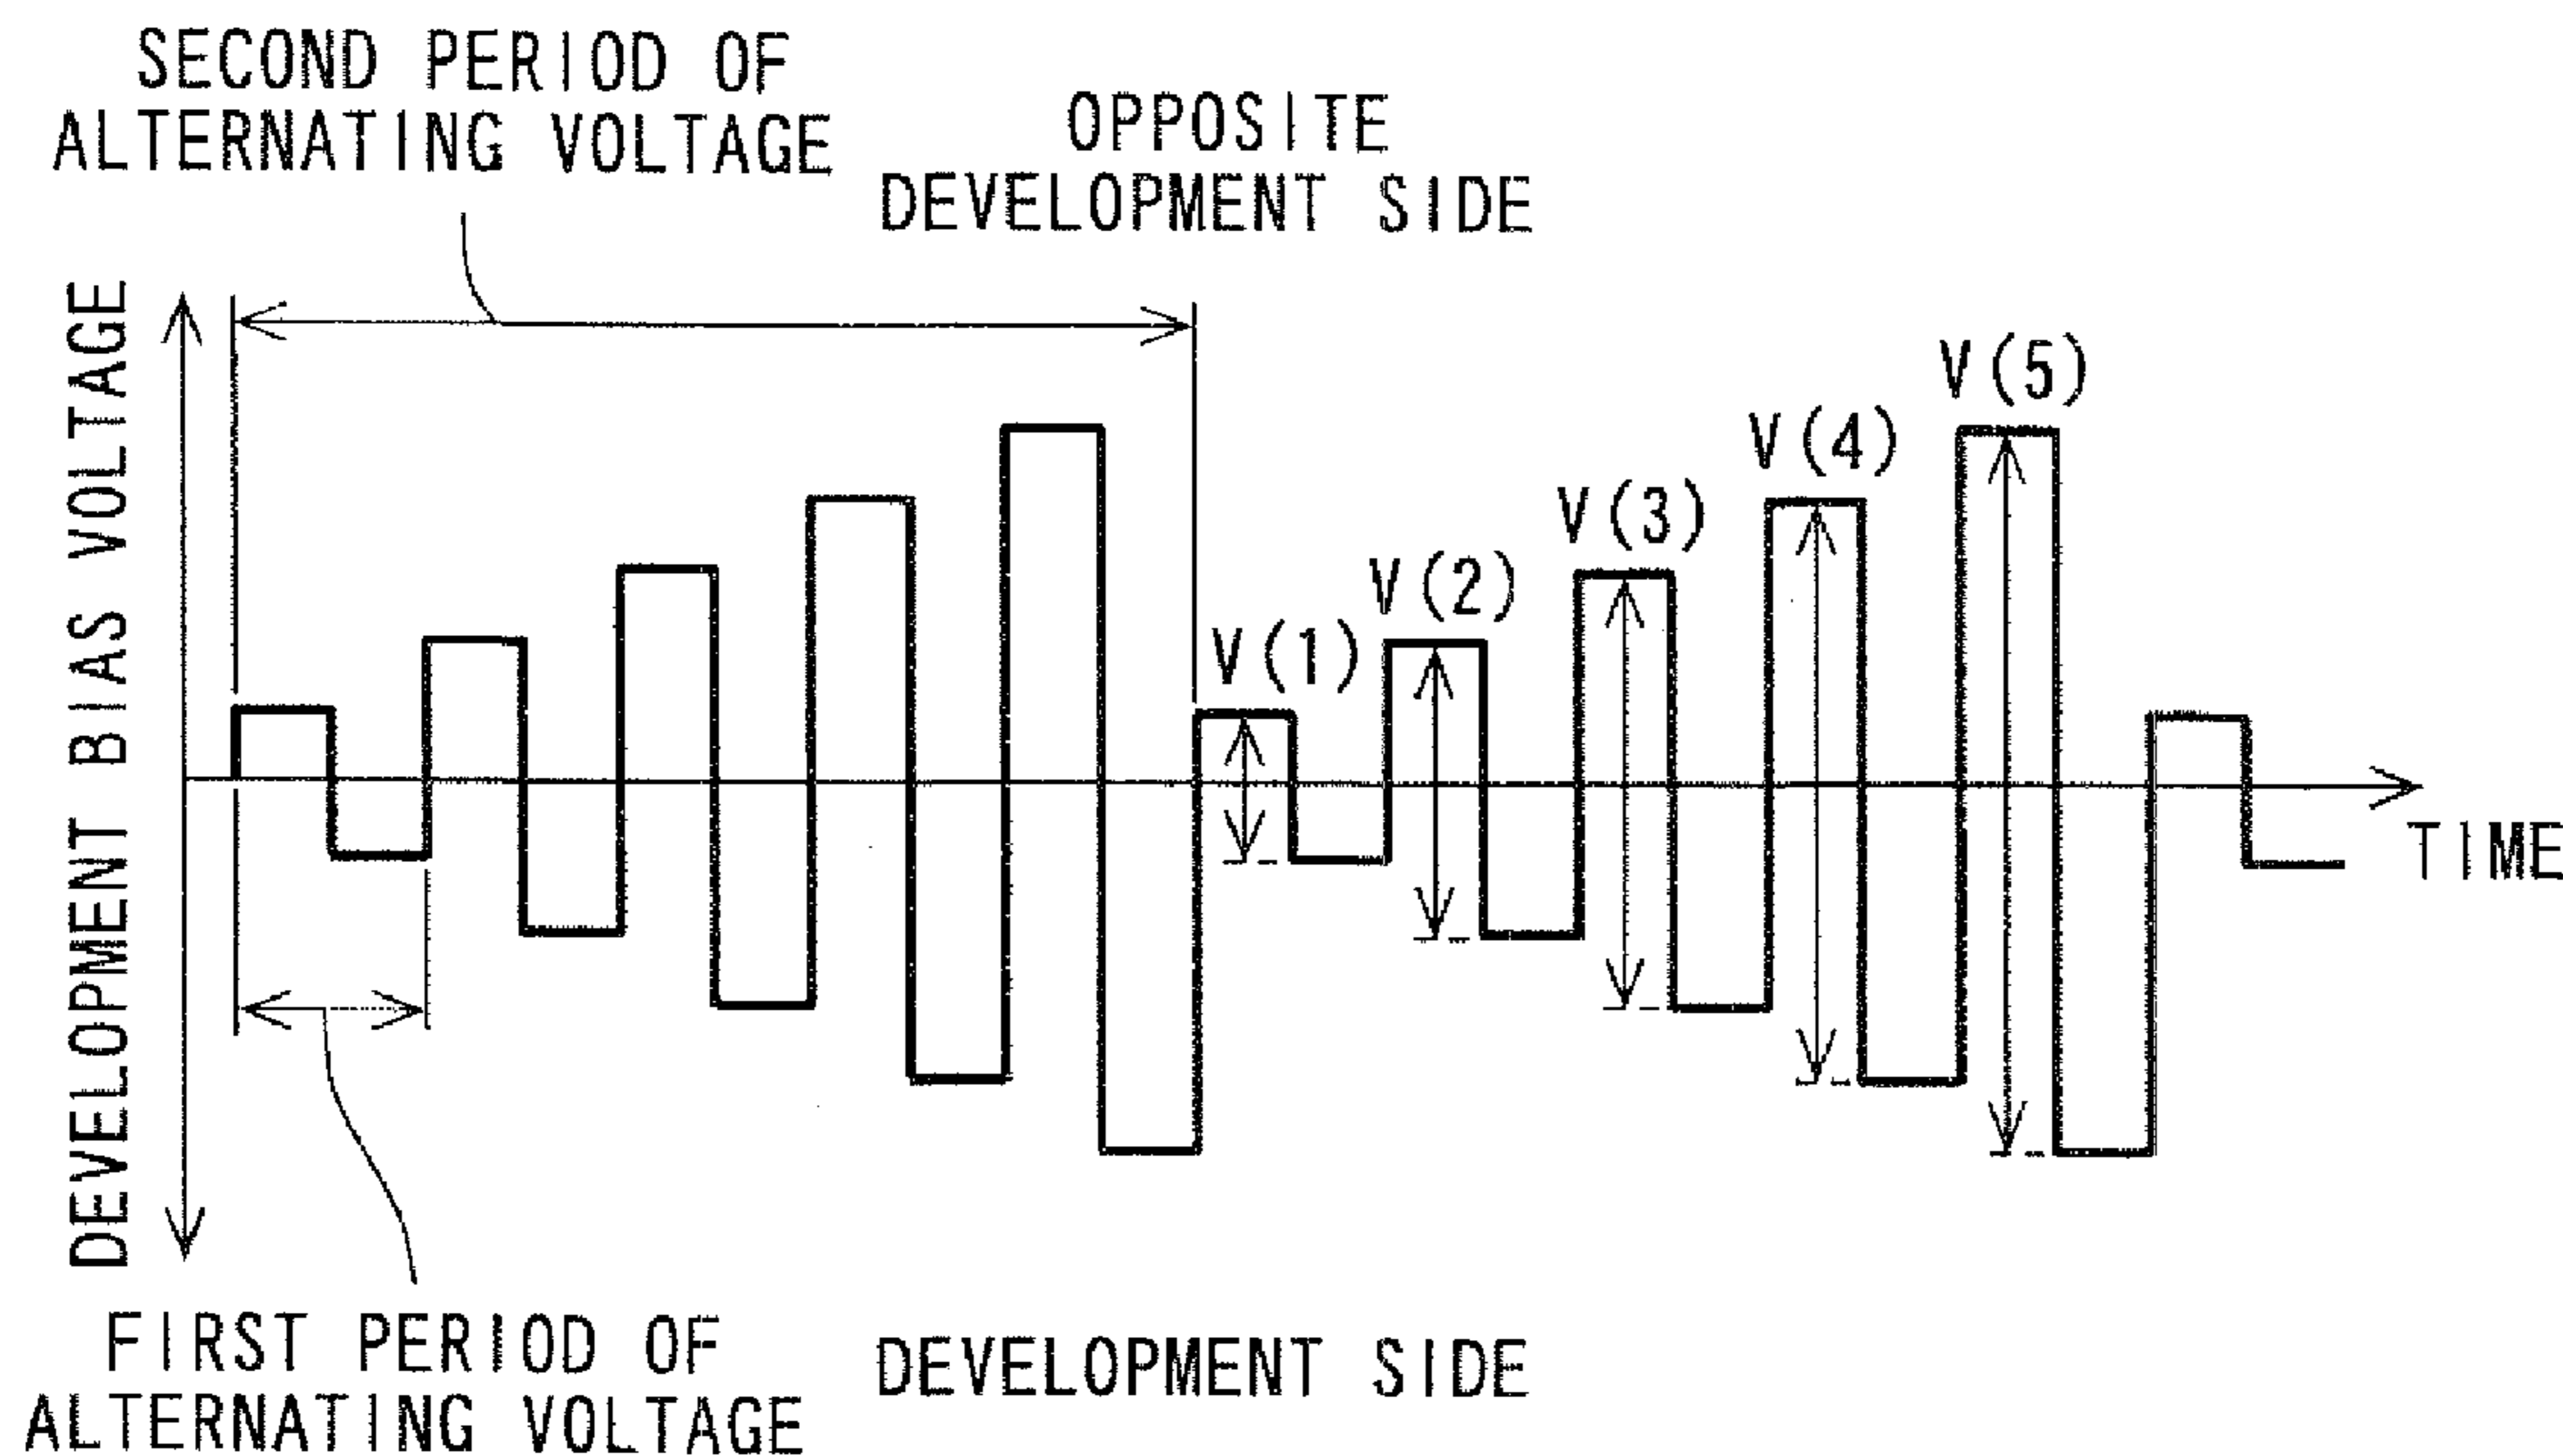 SECOND PERIOD OF
ALTERNATING VOLTAGE
OPPOSITE
DEVELOPMENT SIDE
DEVELOPMENT BIAS VOLTAGE
V(1)
V(2)
V(3)
V(4)
V(5)
TIME
FIRST PERIOD OF
ALTERNATING VOLTAGE
DEVELOPMENT SIDE